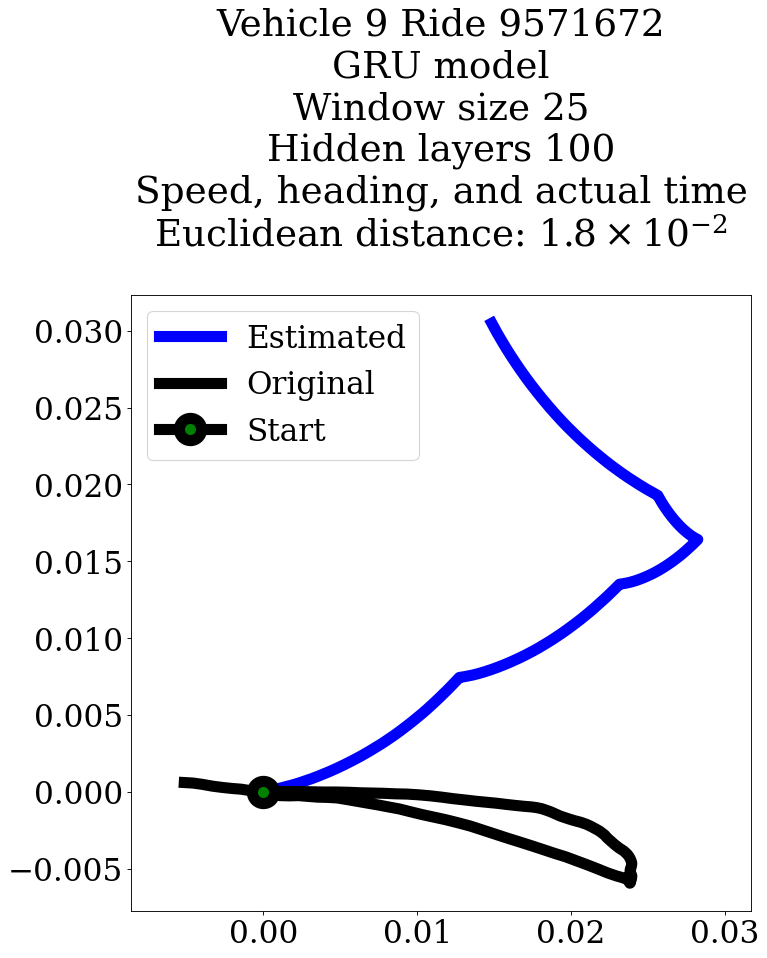 Vehicle 9 Ride 9571672
GRU model
Window size 25
Hidden layers 100
Speed, heading, and actual time
Euclidean distance: 1.8 × 10⁻²
Estimated
Original
Start
0.030
0.025
0.020
0.015
0.010
0.005
0.000
−0.005
0.00 0.01 0.02 0.03